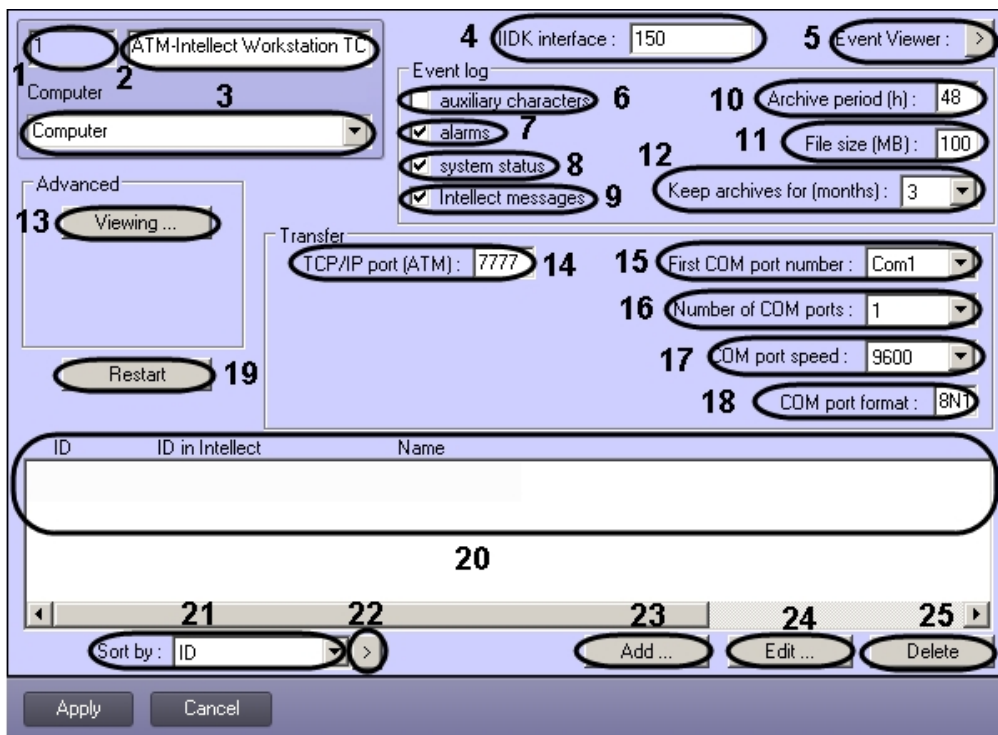 1 ATM-Intellect Workstation TC 4 IIDK interface : 150 5 Event Viewer : >
1 2
Computer 3
Computer
Event log
auxiliary characters 6 10 Archive period (h) : 48
alarms 7 11 File size (MB) : 100
system status 8 12
Intellect messages 9 Keep archives for (months) : 3
Advanced
13 Viewing ...
Transfer
TCP/IP port (ATM) : 7777 14 15 First COM port number : Com1
16 Number of COM ports : 1
17 COM port speed : 9600
18 COM port format : 8N1
Restart 19
ID ID in Intellect Name
20
21 22 23 24 25
Sort by : ID > Add ... Edit ... Delete
Apply Cancel